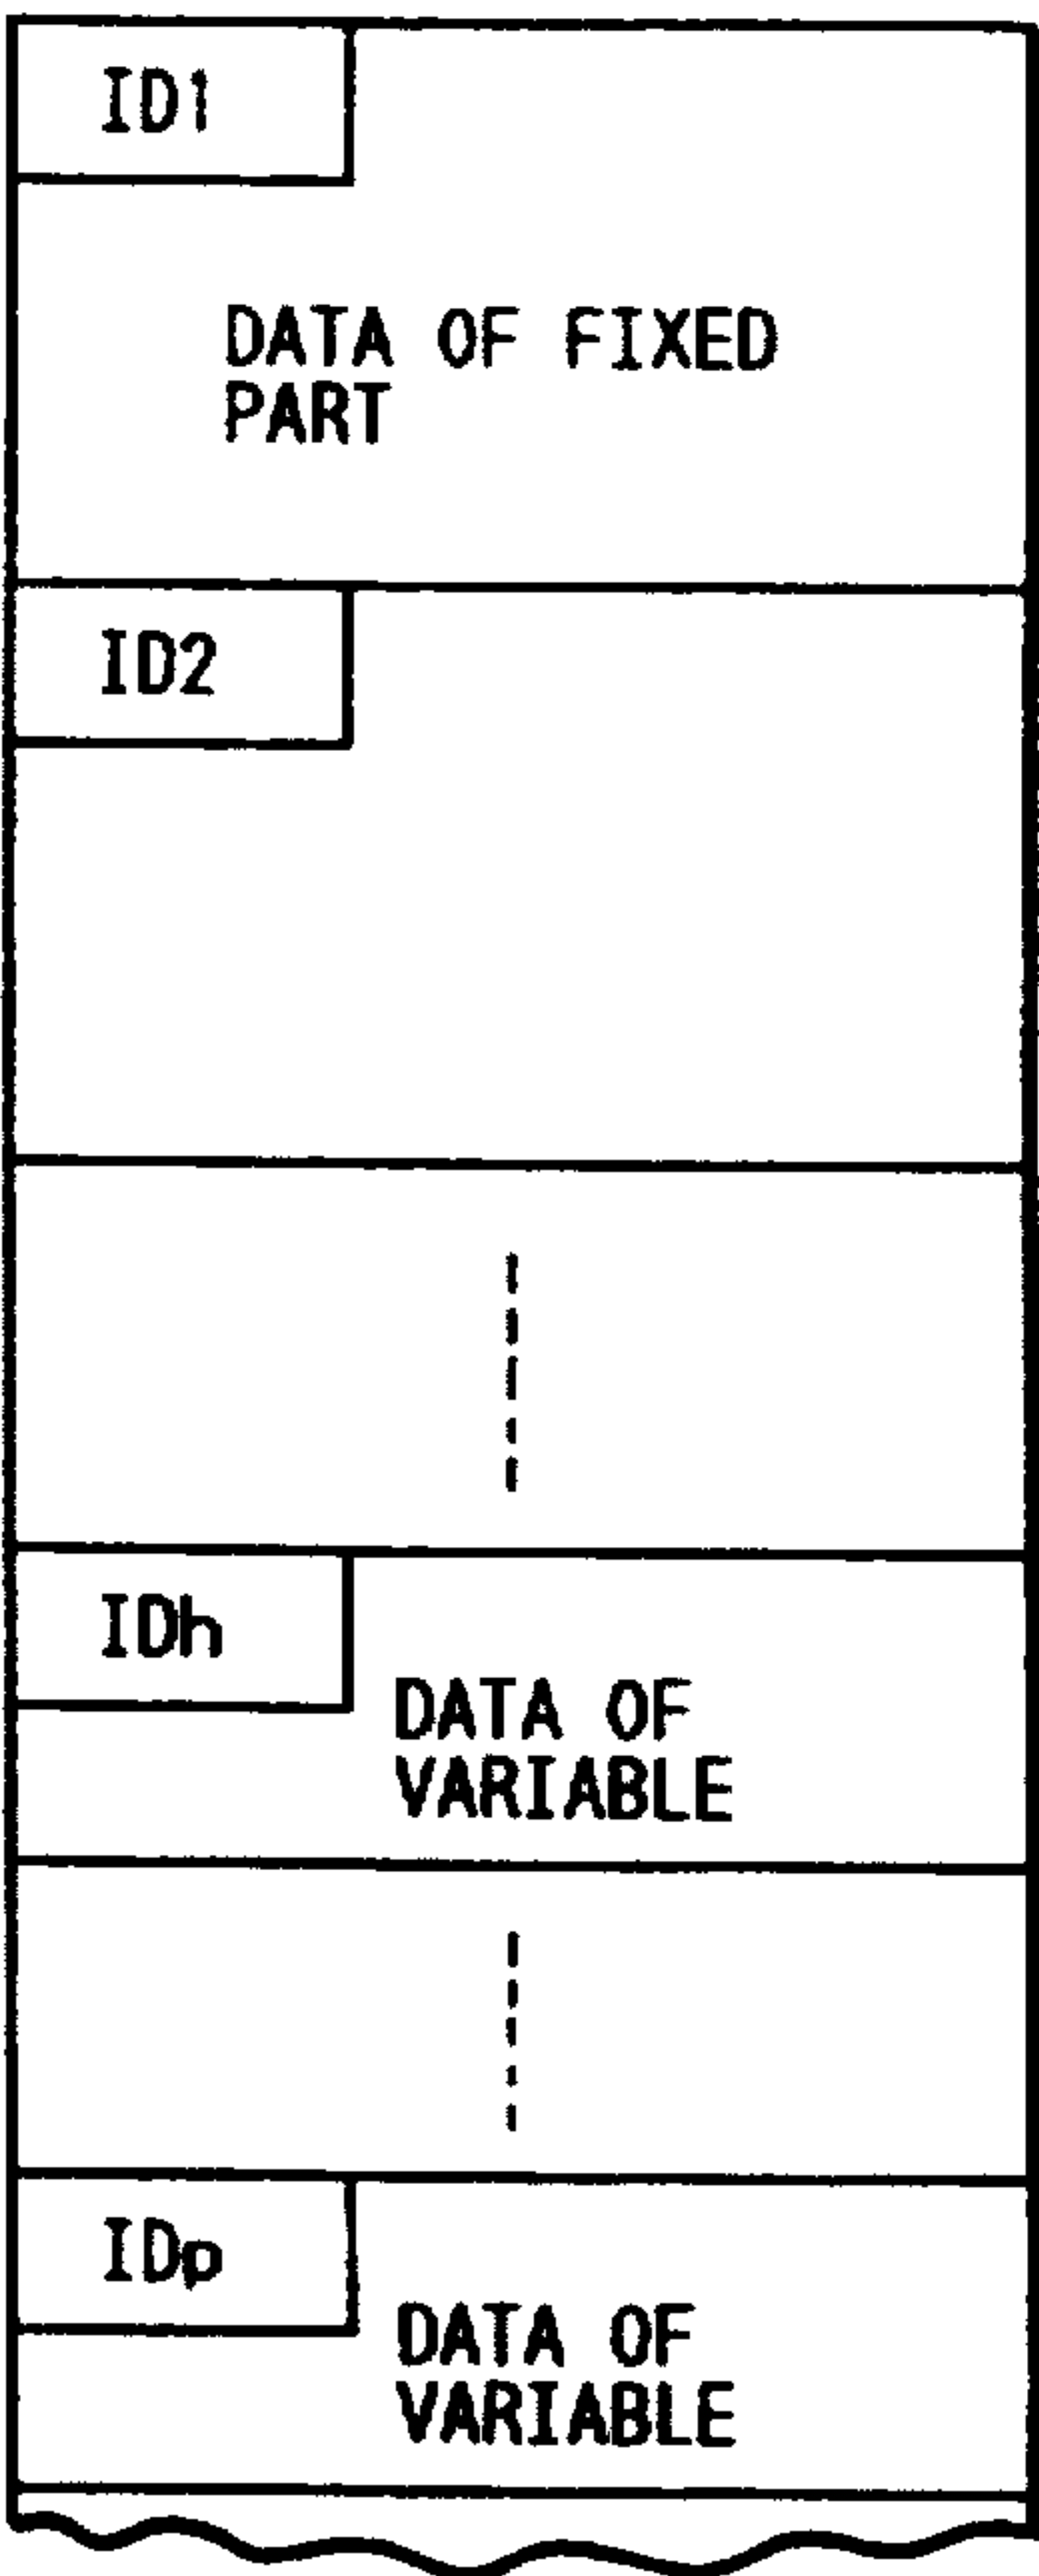 ID1
DATA OF FIXED
PART
ID2
IDh
DATA OF
VARIABLE
IDp
DATA OF
VARIABLE